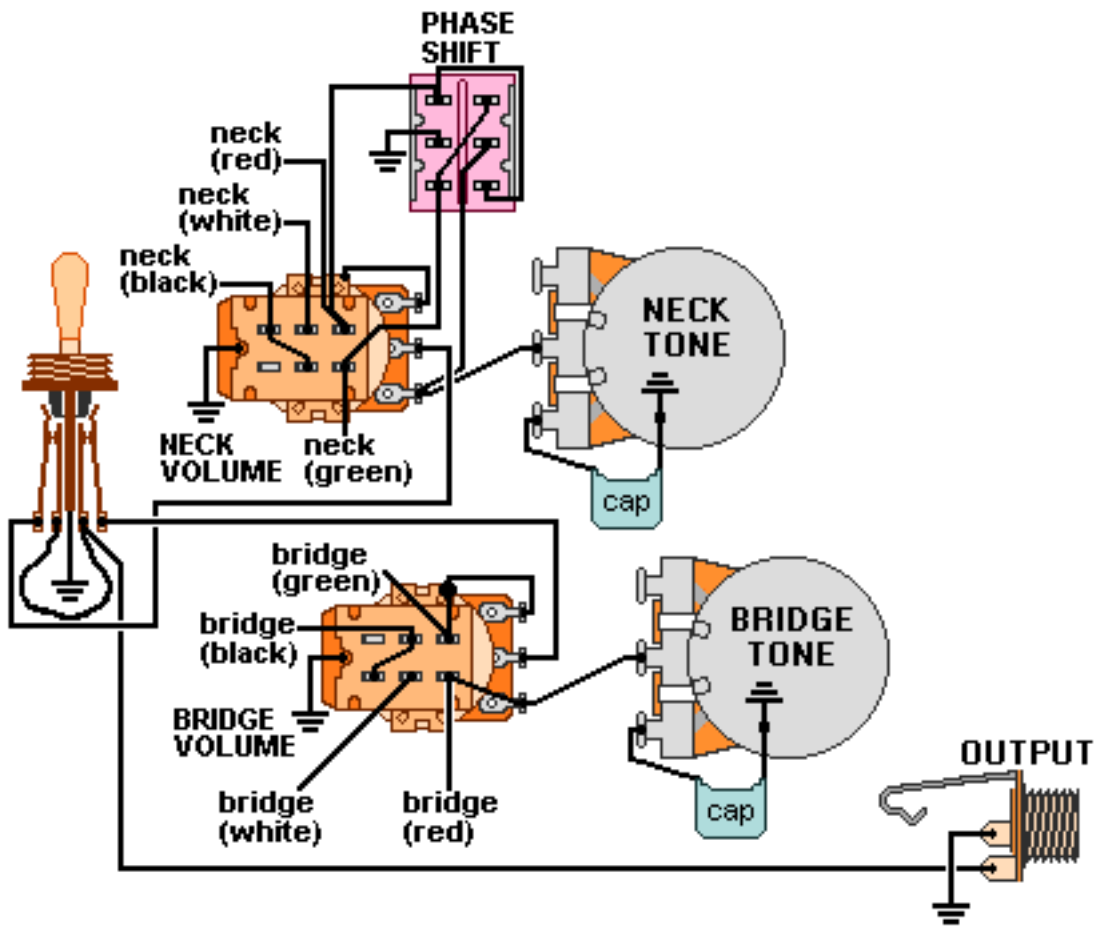 PHASE
SHIFT
neck
(red)
neck
(white)
neck
(black)
NECK
TONE
NECK
VOLUME
neck
(green)
cap
bridge
(green)
bridge
(black)
BRIDGE
TONE
BRIDGE
VOLUME
bridge
(white)
bridge
(red)
cap
OUTPUT